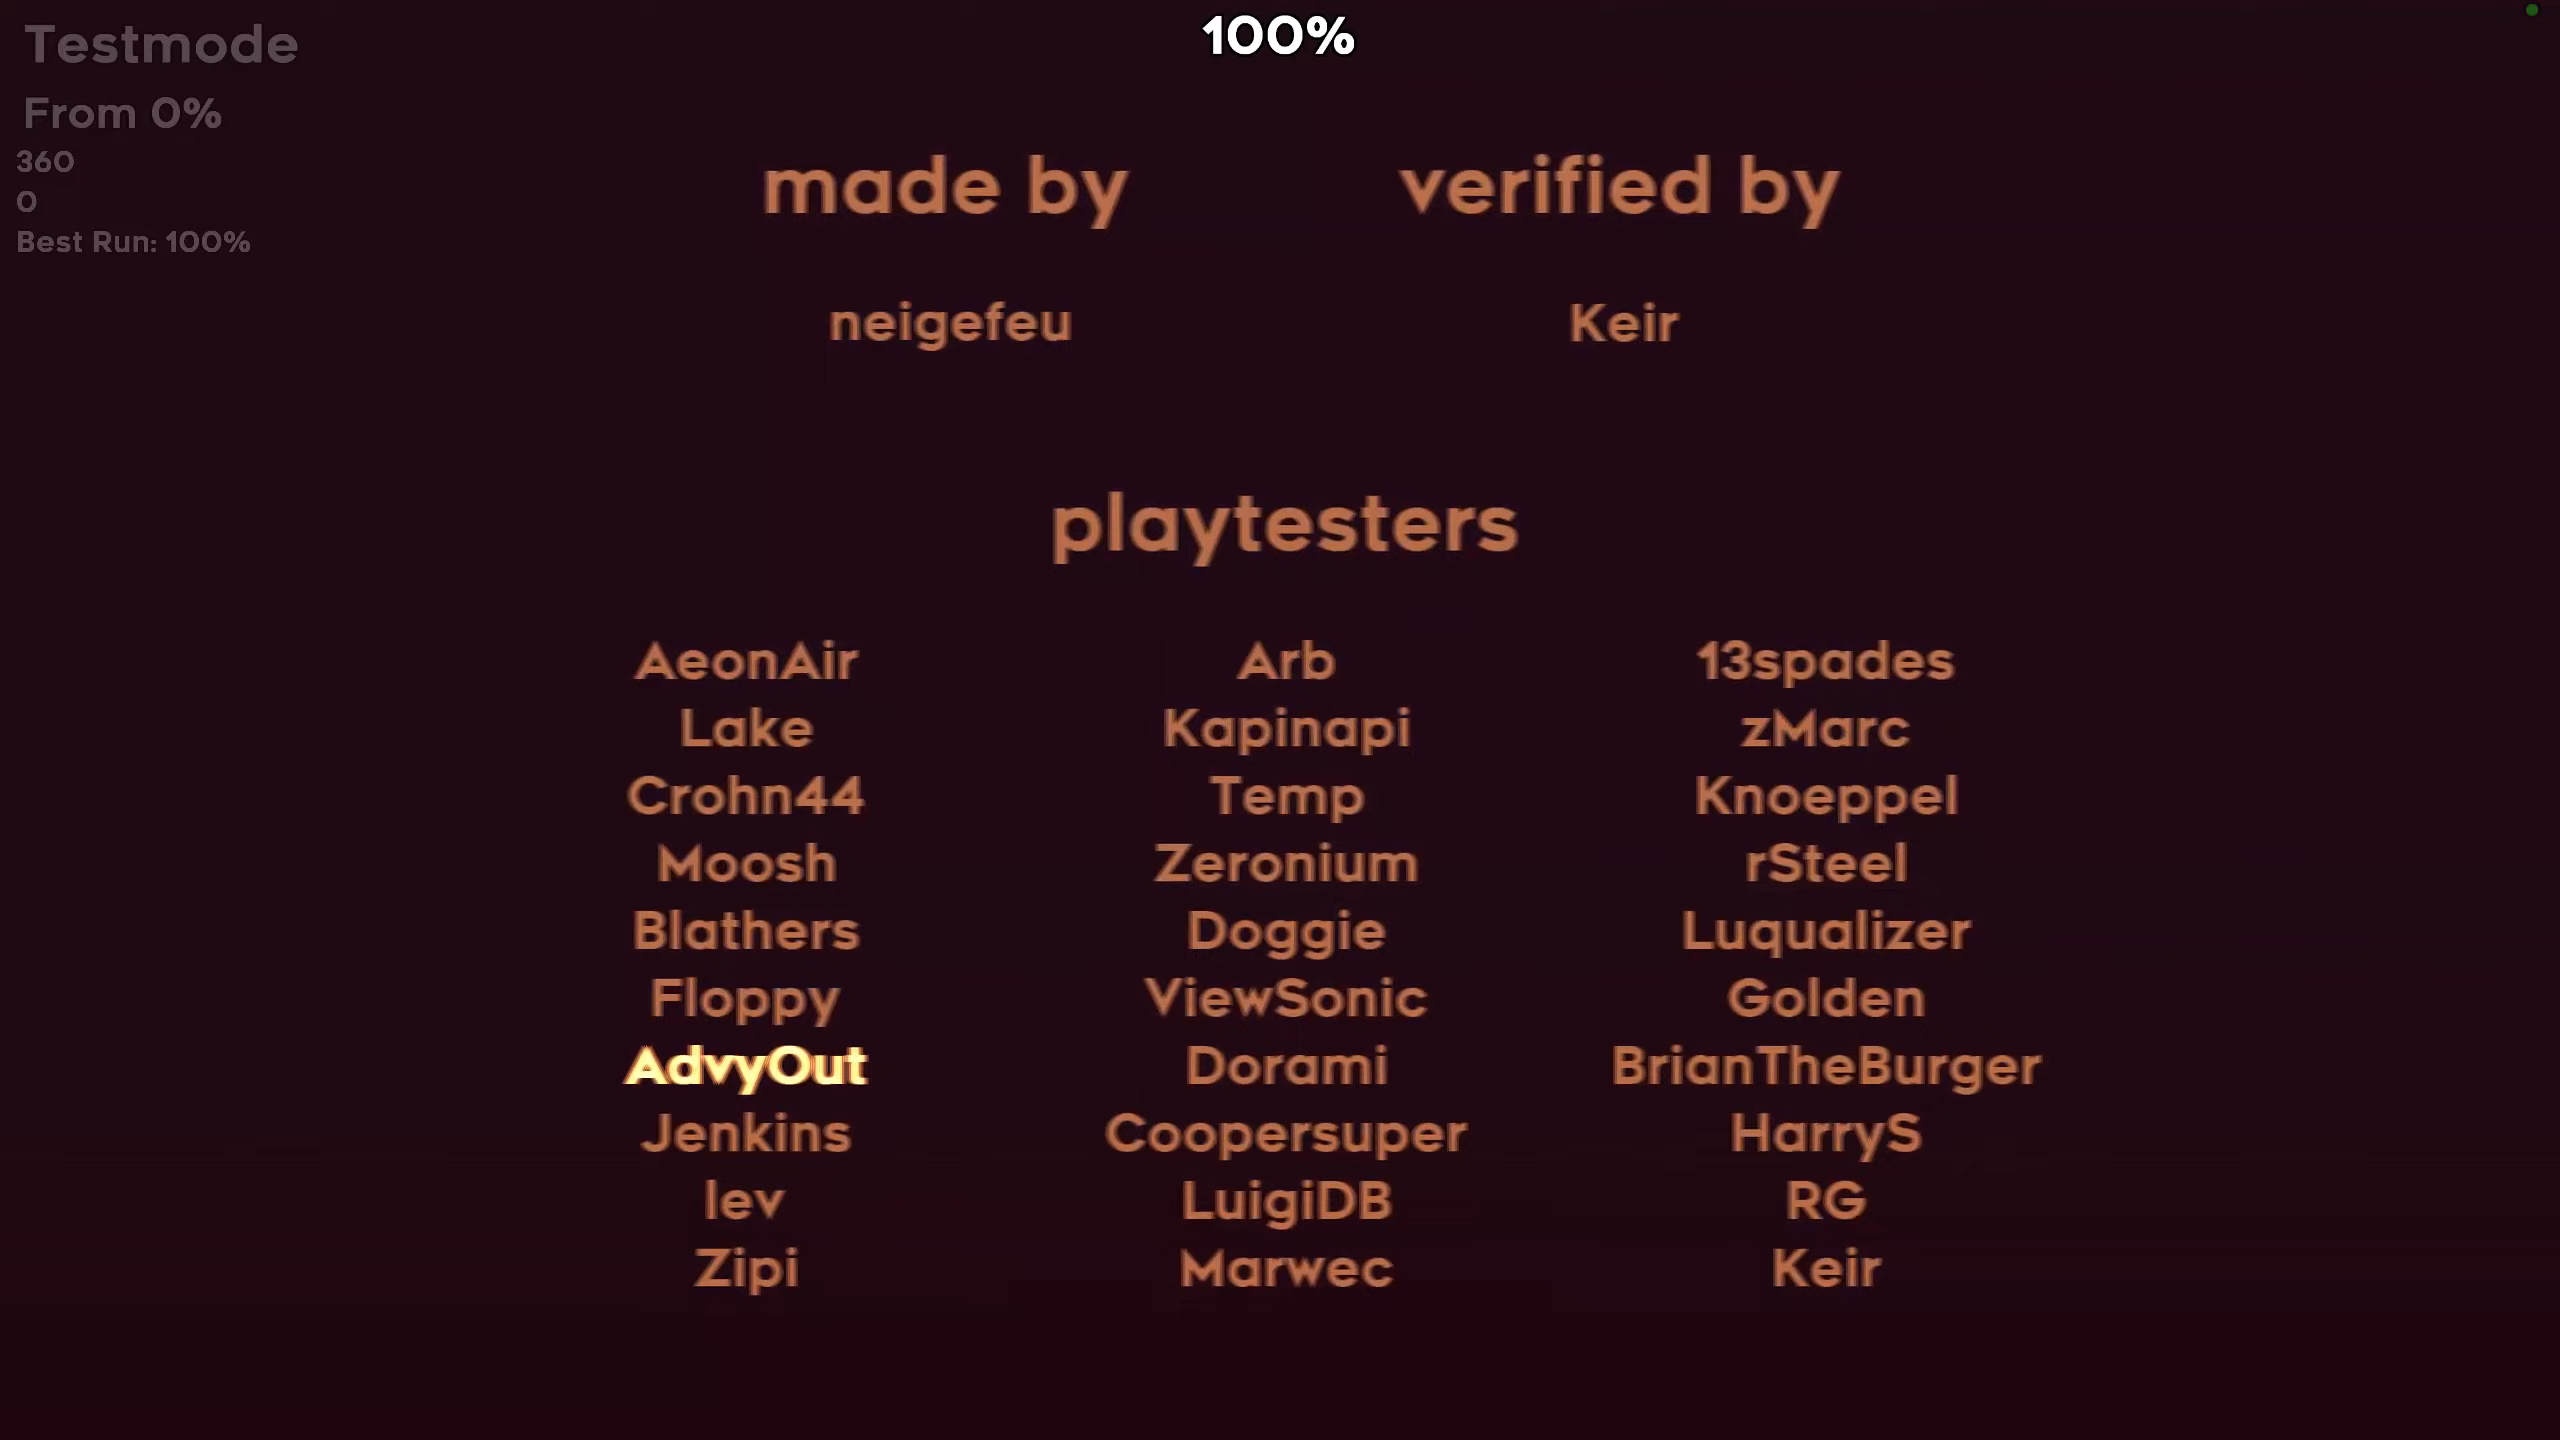 Testmode
100%
From 0%
360
0
Best Run: 100%
made by
verified by
neigefeu
Keir
playtesters
AeonAir Arb 13spades
Lake Kapinapi zMarc
Crohn44 Temp Knoeppel
Moosh Zeronium rSteel
Blathers Doggie Luqualizer
Floppy ViewSonic Golden
AdvyOut Dorami BrianTheBurger
Jenkins Coopersuper HarryS
lev LuigiDB RG
Zipi Marwec Keir